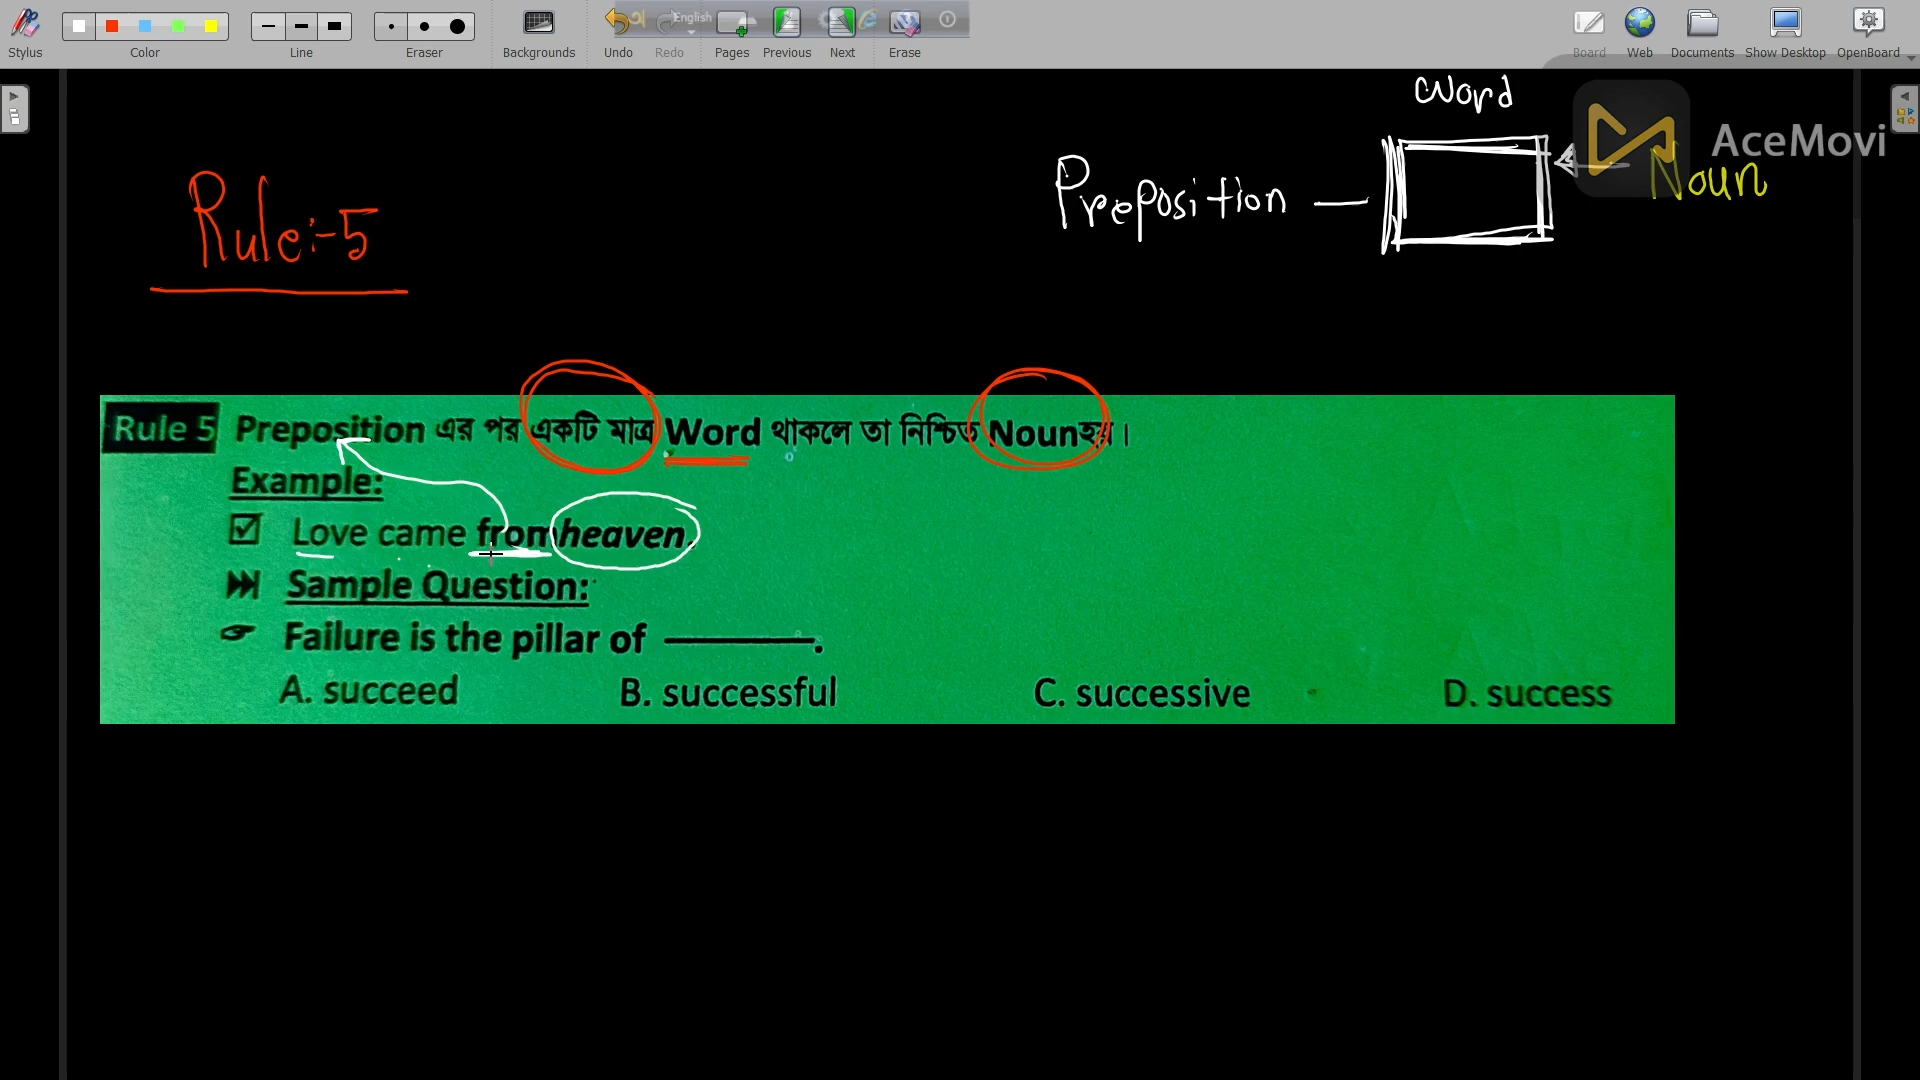 Stylus Color Line Eraser Backgrounds Undo Redo Pages Previous Next Erase Board Web Documents Show Desktop OpenBoard
English
Word
AceMovi
Preposition —
Noun
Rule:-5
Rule 5 Preposition এর পর একটি মাত্র Word থাকলে তা নিশ্চিত Nounহয়।
Example:
Love came from heaven.
Sample Question:
Failure is the pillar of ________.
A. succeed B. successful C. successive D. success